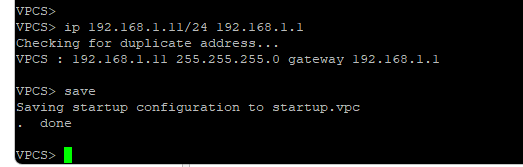 VPCS>
VPCS> ip 192.168.1.11/24 192.168.1.1
Checking for duplicate address...
VPCS : 192.168.1.11 255.255.255.0 gateway 192.168.1.1
VPCS> save
Saving startup configuration to startup.vpc
.  done
VPCS>